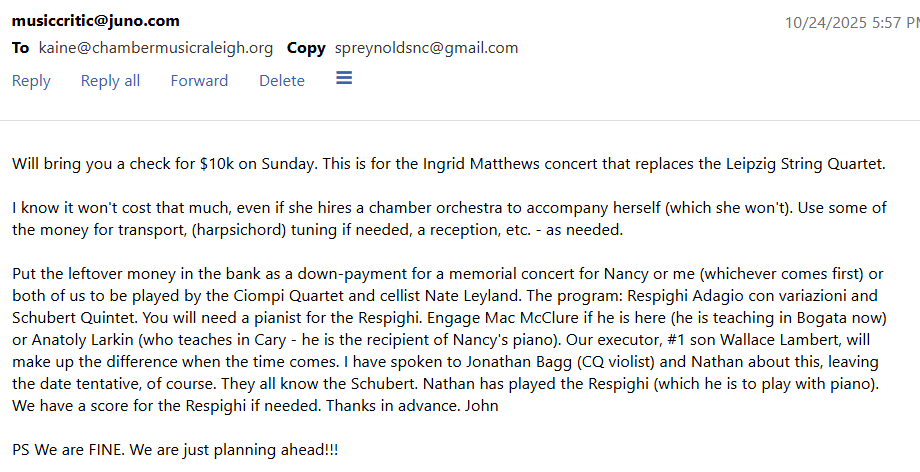 musiccritic@juno.com
10/24/2025 5:57 PM
To kaine@chambermusicraleigh.org Copy spreynoldsnc@gmail.com
Reply Reply all Forward Delete
Will bring you a check for $10k on Sunday. This is for the Ingrid Matthews concert that replaces the Leipzig String Quartet.
I know it won't cost that much, even if she hires a chamber orchestra to accompany herself (which she won't). Use some of
the money for transport, (harpsichord) tuning if needed, a reception, etc. - as needed.
Put the leftover money in the bank as a down-payment for a memorial concert for Nancy or me (whichever comes first) or
both of us to be played by the Ciompi Quartet and cellist Nate Leyland. The program: Respighi Adagio con variazioni and
Schubert Quintet. You will need a pianist for the Respighi. Engage Mac McClure if he is here (he is teaching in Bogata now)
or Anatoly Larkin (who teaches in Cary - he is the recipient of Nancy's piano). Our executor, #1 son Wallace Lambert, will
make up the difference when the time comes. I have spoken to Jonathan Bagg (CQ violist) and Nathan about this, leaving
the date tentative, of course. They all know the Schubert. Nathan has played the Respighi (which he is to play with piano).
We have a score for the Respighi if needed. Thanks in advance. John
PS We are FINE. We are just planning ahead!!!